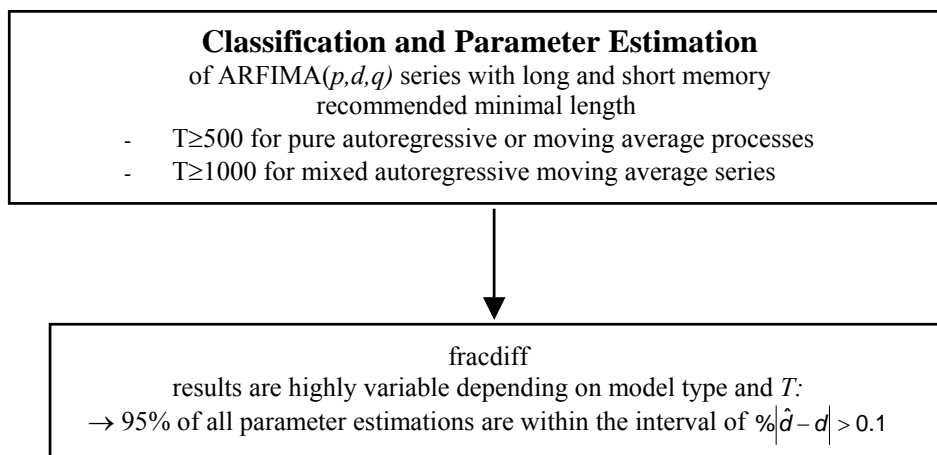 Classification and Parameter Estimation
of ARFIMA(p,d,q) series with long and short memory
recommended minimal length
- T≥500 for pure autoregressive or moving average processes
- T≥1000 for mixed autoregressive moving average series
fracdiff
results are highly variable depending on model type and T:
→ 95% of all parameter estimations are within the interval of %|d̂ − d| > 0.1